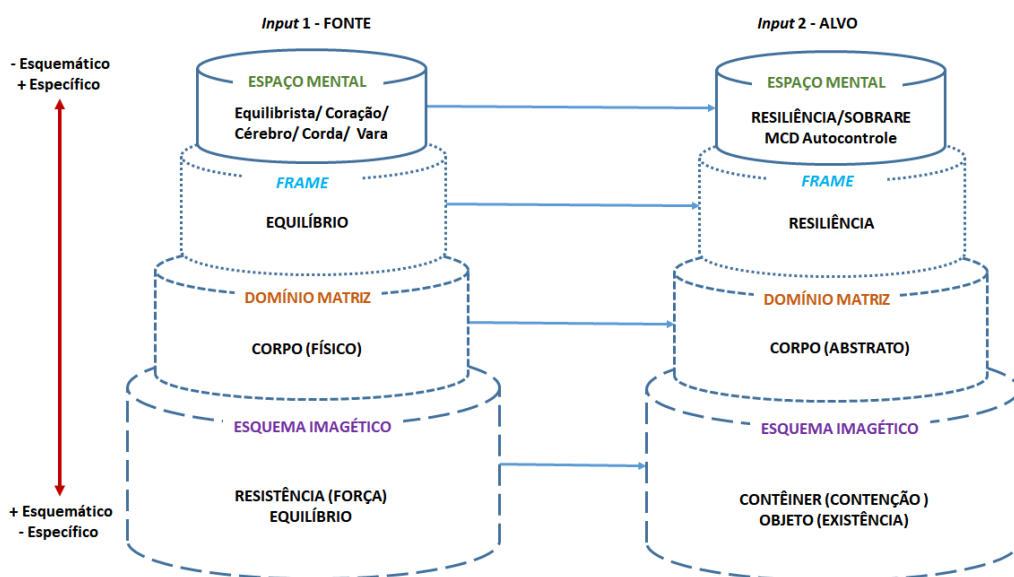 Input 1 - FONTE
Input 2 - ALVO
- Esquemático
+ Específico
ESPAÇO MENTAL
Equilibrista/ Coração/
Cérebro/ Corda/ Vara
ESPAÇO MENTAL
RESILIÊNCIA/SOBRARE
MCD Autocontrole
FRAME
EQUILÍBRIO
FRAME
RESILIÊNCIA
DOMÍNIO MATRIZ
CORPO (FÍSICO)
DOMÍNIO MATRIZ
CORPO (ABSTRATO)
ESQUEMA IMAGÉTICO
RESISTÊNCIA (FORÇA)
EQUILÍBRIO
ESQUEMA IMAGÉTICO
CONTÊINER (CONTENÇÃO )
OBJETO (EXISTÊNCIA)
+ Esquemático
- Específico